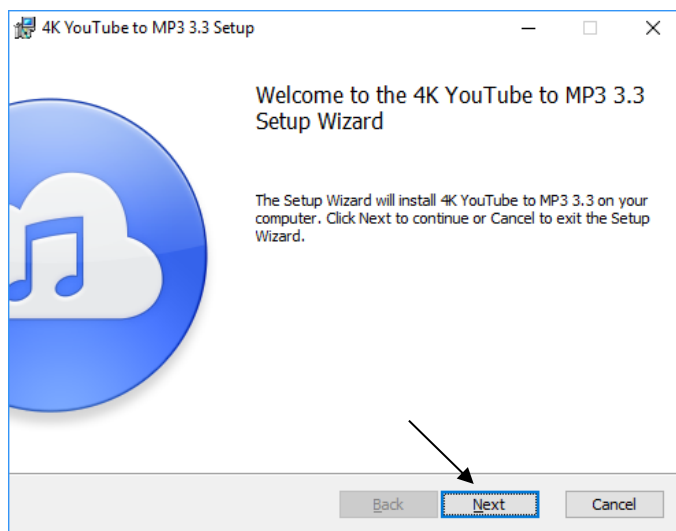 4K YouTube to MP3 3.3 Setup
Welcome to the 4K YouTube to MP3 3.3
Setup Wizard
The Setup Wizard will install 4K YouTube to MP3 3.3 on your
computer. Click Next to continue or Cancel to exit the Setup
Wizard.
Back Next Cancel